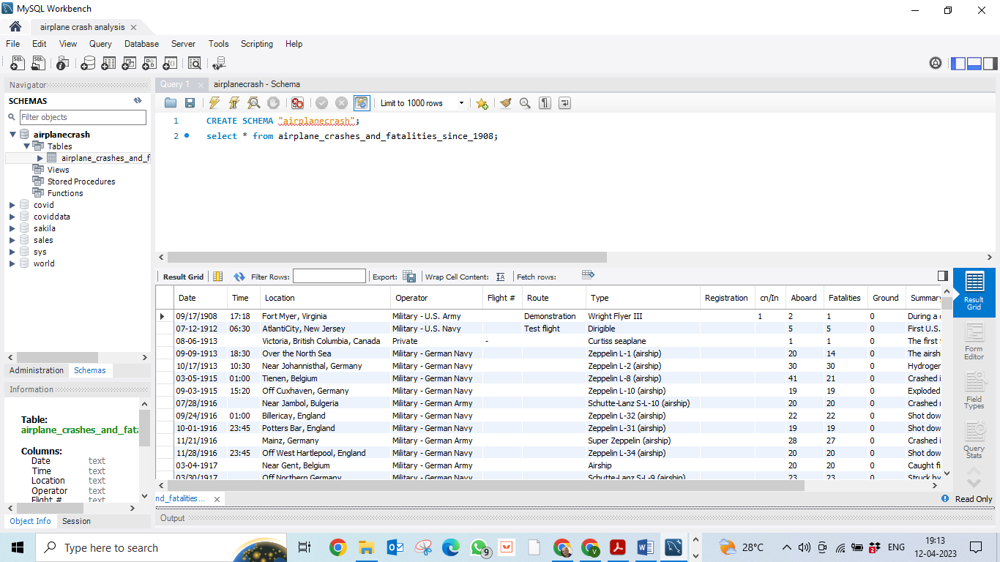 MySQL Workbench
airplane crash analysis
File Edit View Query Database Server Tools Scripting Help
Navigator
SCHEMAS
Filter objects
airplanecrash
Tables
airplane_crashes_and_f
Views
Stored Procedures
Functions
covid
coviddata
sakila
sales
sys
world
Administration Schemas
Information
Table:
airplane_crashes_and_fat
Columns:
Date text
Time text
Location text
Operator text
Flight # text
Object Info Session
Query 1 airplanecrash - Schema
Limit to 1000 rows
1 CREATE SCHEMA "airplanecrash";
2 select * from airplane_crashes_and_fatalities_since_1908;
Result Grid Filter Rows: Export: Wrap Cell Content: Fetch rows:
Date Time Location Operator Flight # Route Type Registration cn/In Aboard Fatalities Ground Summary
09/17/1908 17:18 Fort Myer, Virginia Military - U.S. Army Demonstration Wright Flyer III 1 2 1 0 During a
07-12-1912 06:30 AtlantiCity, New Jersey Military - U.S. Navy Test flight Dirigible 5 5 0 First U.S.
08-06-1913 Victoria, British Columbia, Canada Private - Curtiss seaplane 1 1 0 The first
09-09-1913 18:30 Over the North Sea Military - German Navy Zeppelin L-1 (airship) 20 14 0 The airsh
10/17/1913 10:30 Near Johannisthal, Germany Military - German Navy Zeppelin L-2 (airship) 30 30 0 Hydrogen
03-05-1915 01:00 Tienen, Belgium Military - German Navy Zeppelin L-8 (airship) 41 21 0 Crashed i
09-03-1915 15:20 Off Cuxhaven, Germany Military - German Navy Zeppelin L-10 (airship) 19 19 0 Exploded
07/28/1916 Near Jambol, Bulgeria Military - German Army Schutte-Lanz S-L-10 (airship) 20 20 0 Crashed
09/24/1916 01:00 Billericay, England Military - German Navy Zeppelin L-32 (airship) 22 22 0 Shot dow
10-01-1916 23:45 Potters Bar, England Military - German Navy Zeppelin L-31 (airship) 19 19 0 Shot dow
11/21/1916 Mainz, Germany Military - German Army Super Zeppelin (airship) 28 27 0 Crashed i
11/28/1916 23:45 Off West Hartlepool, England Military - German Navy Zeppelin L-34 (airship) 20 20 0 Shot dow
03-04-1917 Near Gent, Belgium Military - German Army Airship 20 20 0 Caught fi
03/30/1917 Off Northern Germany Military - German Navy Schutte-Lanz S-L-9 (airship) 23 23 0 Struck by
Result Grid
Form Editor
Field Types
Query Stats
nd_fatalities... Read Only
Output
Type here to search
9
28°C
2
ENG
19:13
12-04-2023